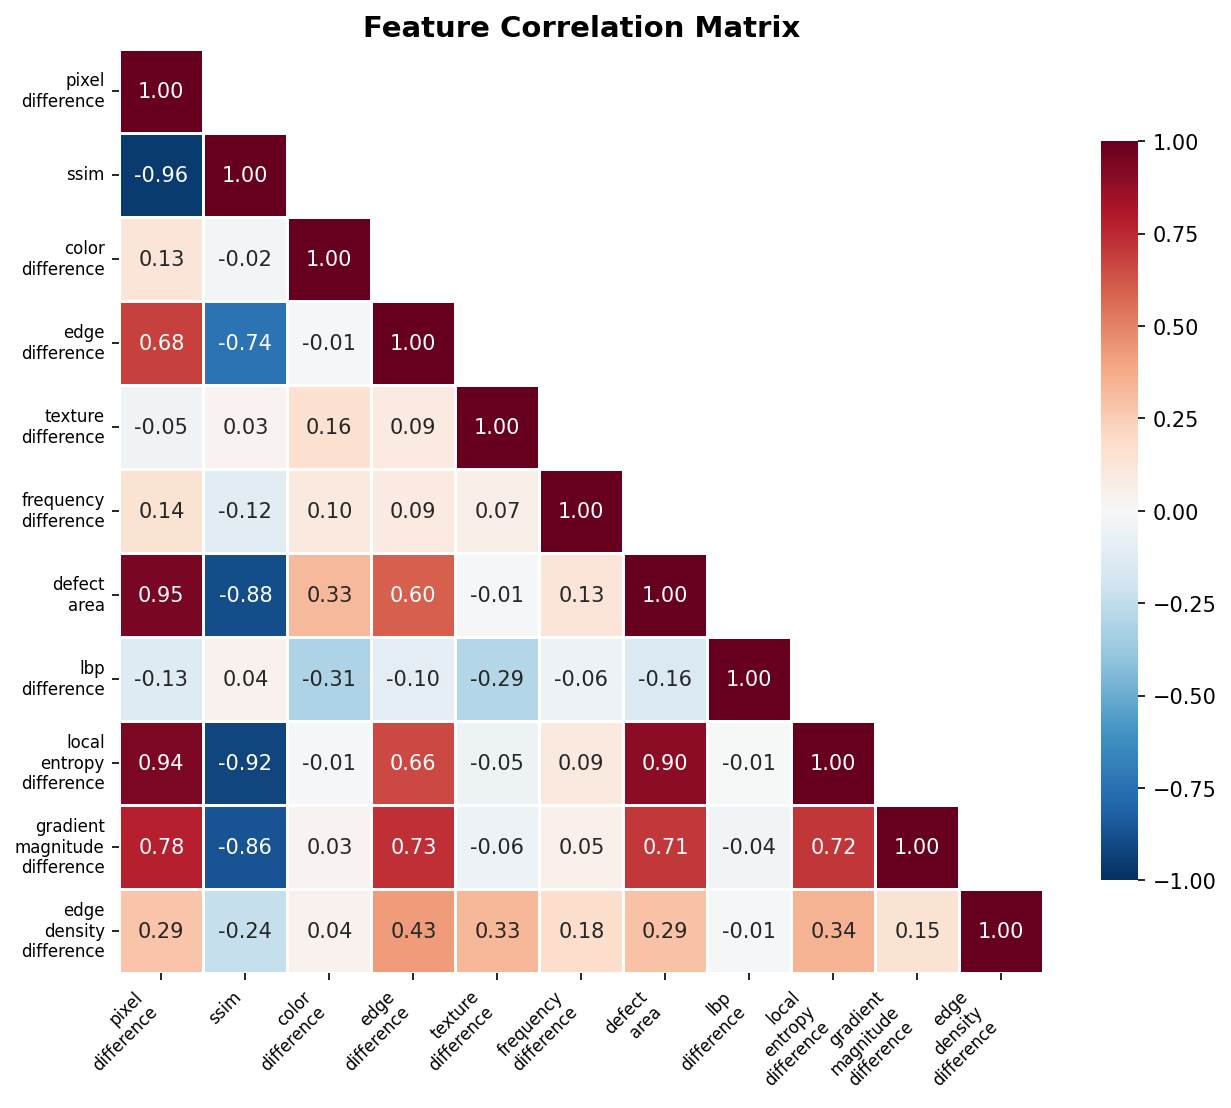 Feature Correlation Matrix
pixel
difference
1.00
ssim
-0.96 1.00
color
difference
0.13 -0.02 1.00
edge
difference
0.68 -0.74 -0.01 1.00
texture
difference
-0.05 0.03 0.16 0.09 1.00
frequency
difference
0.14 -0.12 0.10 0.09 0.07 1.00
defect
area
0.95 -0.88 0.33 0.60 -0.01 0.13 1.00
lbp
difference
-0.13 0.04 -0.31 -0.10 -0.29 -0.06 -0.16 1.00
local
entropy
difference
0.94 -0.92 -0.01 0.66 -0.05 0.09 0.90 -0.01 1.00
gradient
magnitude
difference
0.78 -0.86 0.03 0.73 -0.06 0.05 0.71 -0.04 0.72 1.00
edge
density
difference
0.29 -0.24 0.04 0.43 0.33 0.18 0.29 -0.01 0.34 0.15 1.00
pixel
difference
ssim
color
difference
edge
difference
texture
difference
frequency
difference
defect
area
lbp
difference
local
entropy
difference
gradient
magnitude
difference
edge
density
difference
1.00
0.75
0.50
0.25
0.00
−0.25
−0.50
−0.75
−1.00